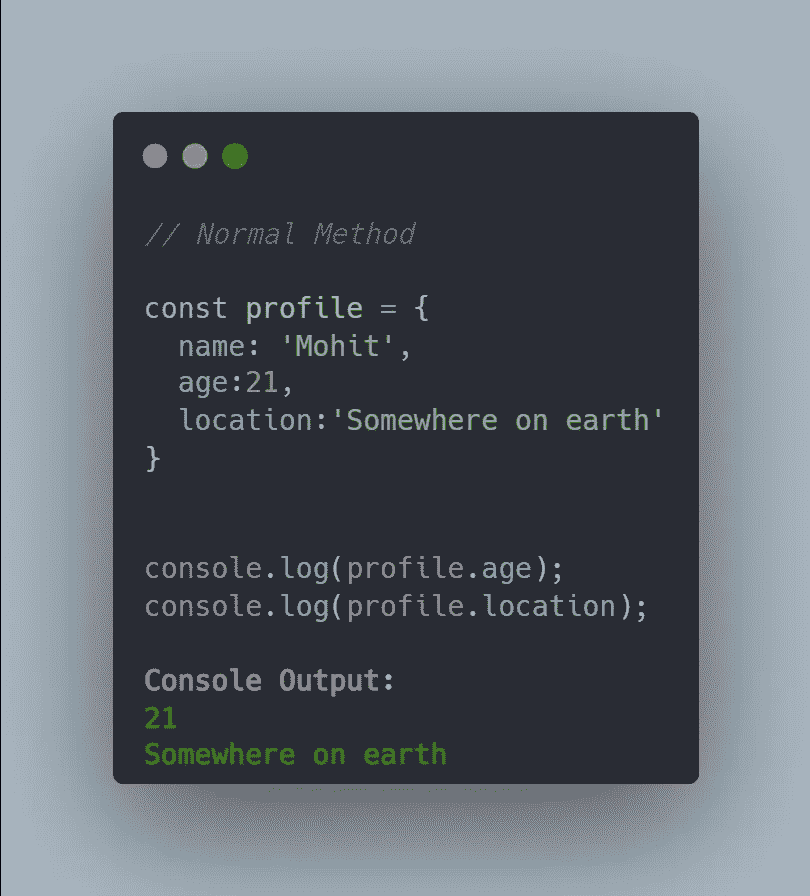 // Normal Method
const profile = {
  name: 'Mohit',
  age:21,
  location:'Somewhere on earth'
}
console.log(profile.age);
console.log(profile.location);
Console Output:
21
Somewhere on earth